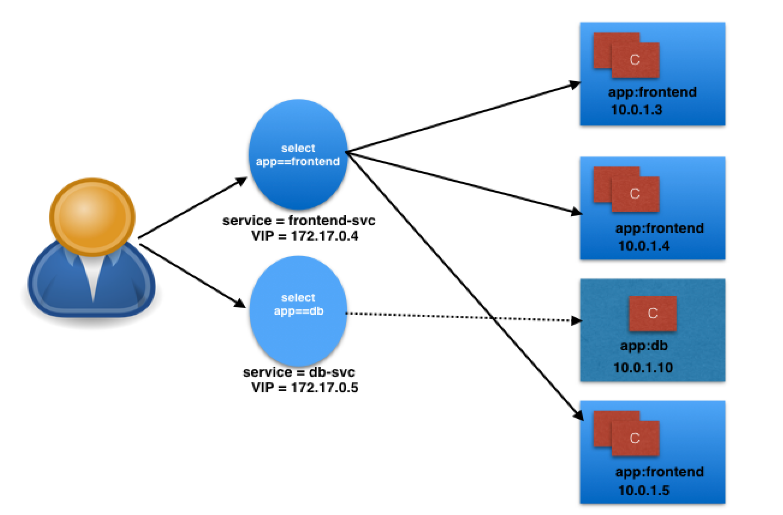 select
app==frontend
service = frontend-svc
VIP = 172.17.0.4
select
app==db
service = db-svc
VIP = 172.17.0.5
C
app:frontend
10.0.1.3
C
app:frontend
10.0.1.4
C
app:db
10.0.1.10
C
app:frontend
10.0.1.5